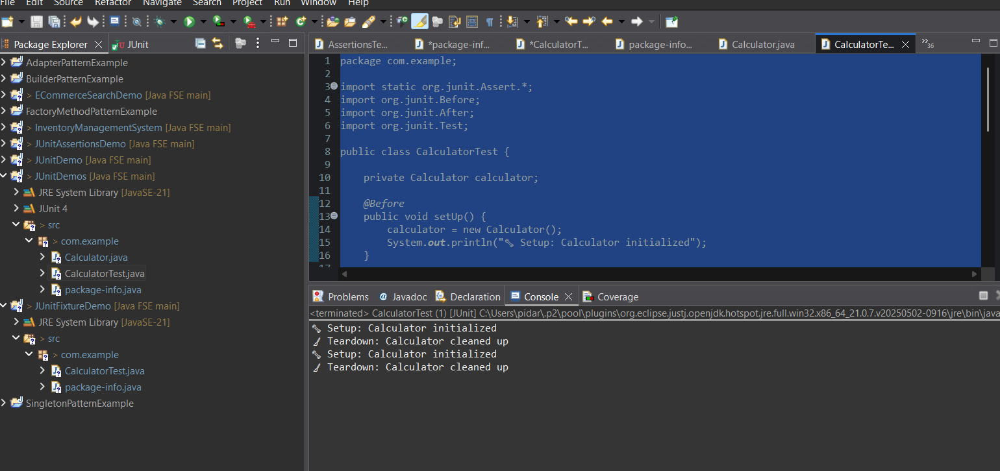 File Edit Source Refactor Navigate Search Project Run Window Help
Package Explorer JUnit
AdapterPatternExample
BuilderPatternExample
> ECommerceSearchDemo [Java FSE main]
FactoryMethodPatternExample
> InventoryManagementSystem [Java FSE main]
> JUnitAssertionsDemo [Java FSE main]
> JUnitDemo [Java FSE main]
> JUnitDemos [Java FSE main]
JRE System Library [JavaSE-21]
JUnit 4
> src
> com.example
Calculator.java
CalculatorTest.java
package-info.java
> JUnitFixtureDemo [Java FSE main]
JRE System Library [JavaSE-21]
> src
> com.example
CalculatorTest.java
package-info.java
SingletonPatternExample
AssertionsTe... *package-inf... *CalculatorT... package-info... Calculator.java CalculatorTe... »36
1 package com.example;
2
3 import static org.junit.Assert.*;
4 import org.junit.Before;
5 import org.junit.After;
6 import org.junit.Test;
7
8 public class CalculatorTest {
9
10 private Calculator calculator;
11
12 @Before
13 public void setUp() {
14 calculator = new Calculator();
15 System.out.println("🔧 Setup: Calculator initialized");
16 }
17
Problems Javadoc Declaration Console Coverage
<terminated> CalculatorTest (1) [JUnit] C:\Users\pidar\.p2\pool\plugins\org.eclipse.justj.openjdk.hotspot.jre.full.win32.x86_64_21.0.7.v20250502-0916\jre\bin\java
🔧 Setup: Calculator initialized
🧹 Teardown: Calculator cleaned up
🔧 Setup: Calculator initialized
🧹 Teardown: Calculator cleaned up